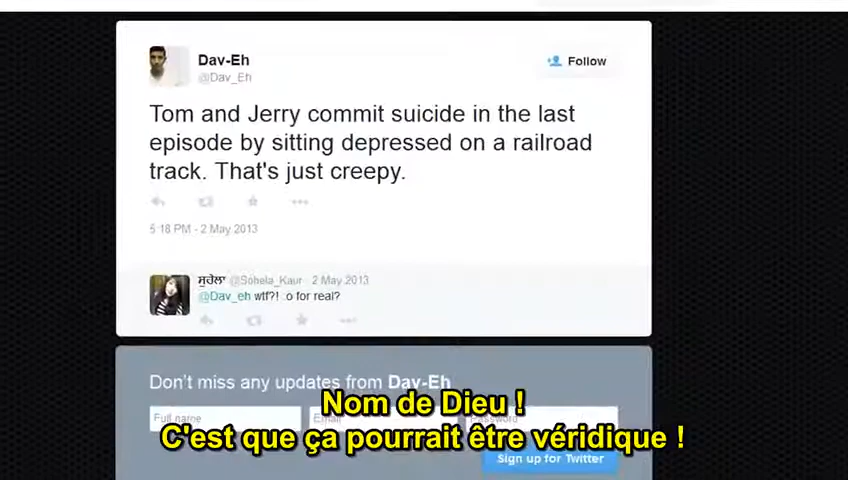 Dav-Eh
@Dav_Eh
Follow
Tom and Jerry commit suicide in the last
episode by sitting depressed on a railroad
track. That's just creepy.
5:18 PM - 2 May 2013
ਸੁਹੇਲਾ @Sohela_Kaur · 2 May 2013
@Dav_eh wtf?! :o for real?
Don't miss any updates from Dav-Eh
Full name Email Password
Sign up for Twitter
Nom de Dieu !
C'est que ça pourrait être véridique !